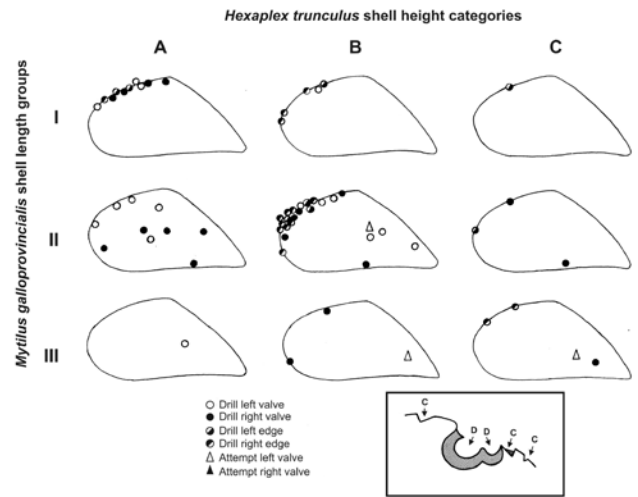 Hexaplex trunculus shell height categories
A B C
Mytilus galloprovincialis shell length groups
I
II
III
Drill left valve
Drill right valve
Drill left edge
Drill right edge
Attempt left valve
Attempt right valve
C D D C C